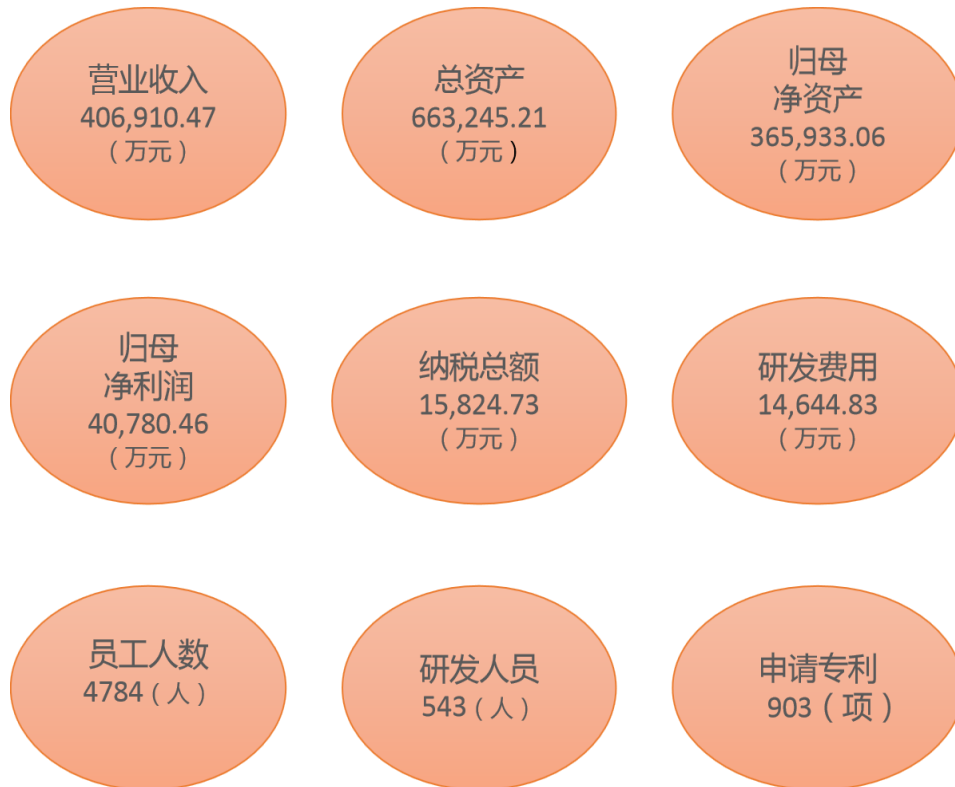 营业收入
406,910.47
（万元）
总资产
663,245.21
（万元）
归母
净资产
365,933.06
（万元）
归母
净利润
40,780.46
（万元）
纳税总额
15,824.73
（万元）
研发费用
14,644.83
（万元）
员工人数
4784（人）
研发人员
543（人）
申请专利
903（项）